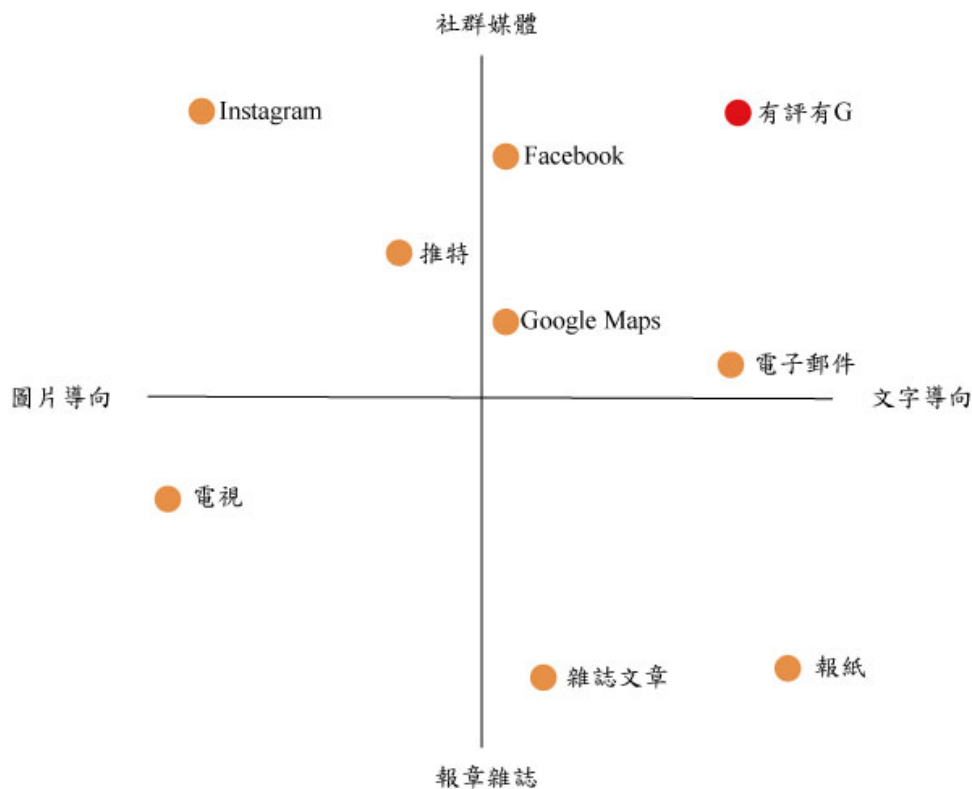 社群媒體
Instagram
有評有G
Facebook
推特
Google Maps
電子郵件
圖片導向
文字導向
電視
雜誌文章
報紙
報章雜誌